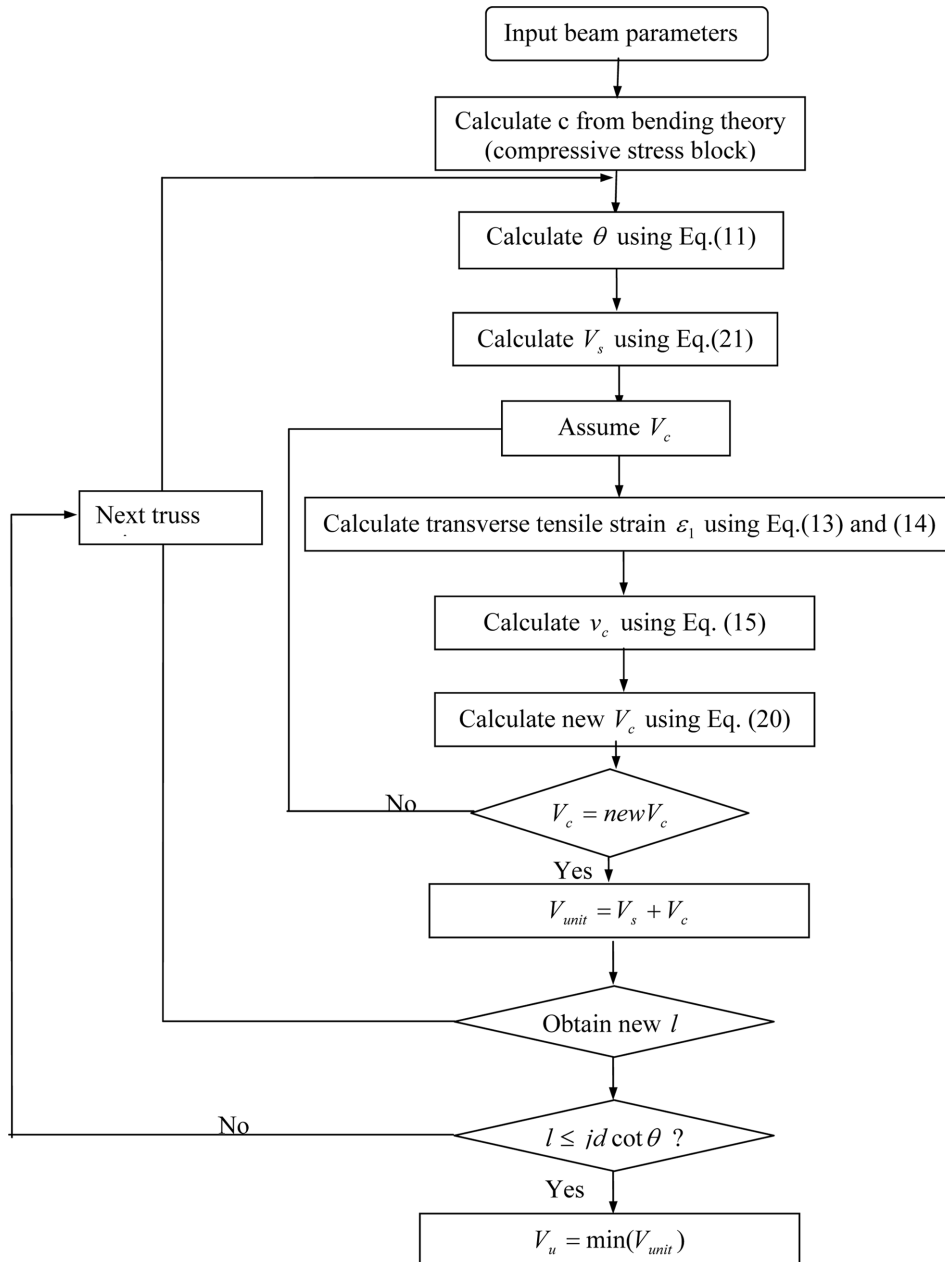 Input beam parameters
Calculate c from bending theory
(compressive stress block)
Calculate θ using Eq.(11)
Calculate V_s using Eq.(21)
Assume V_c
Next truss
Calculate transverse tensile strain ε_1 using Eq.(13) and (14)
Calculate v_c using Eq. (15)
Calculate new V_c using Eq. (20)
No
V_c = newV_c
Yes
V_unit = V_s + V_c
Obtain new l
No
l ≤ jd cot θ ?
Yes
V_u = min(V_unit)